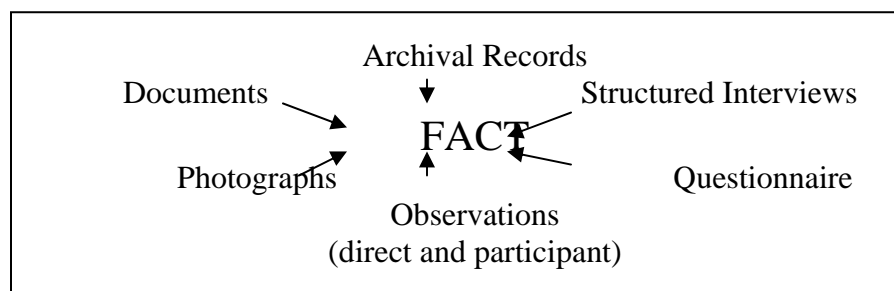 Archival Records
Documents Structured Interviews
FACT
Photographs Questionnaire
Observations
(direct and participant)